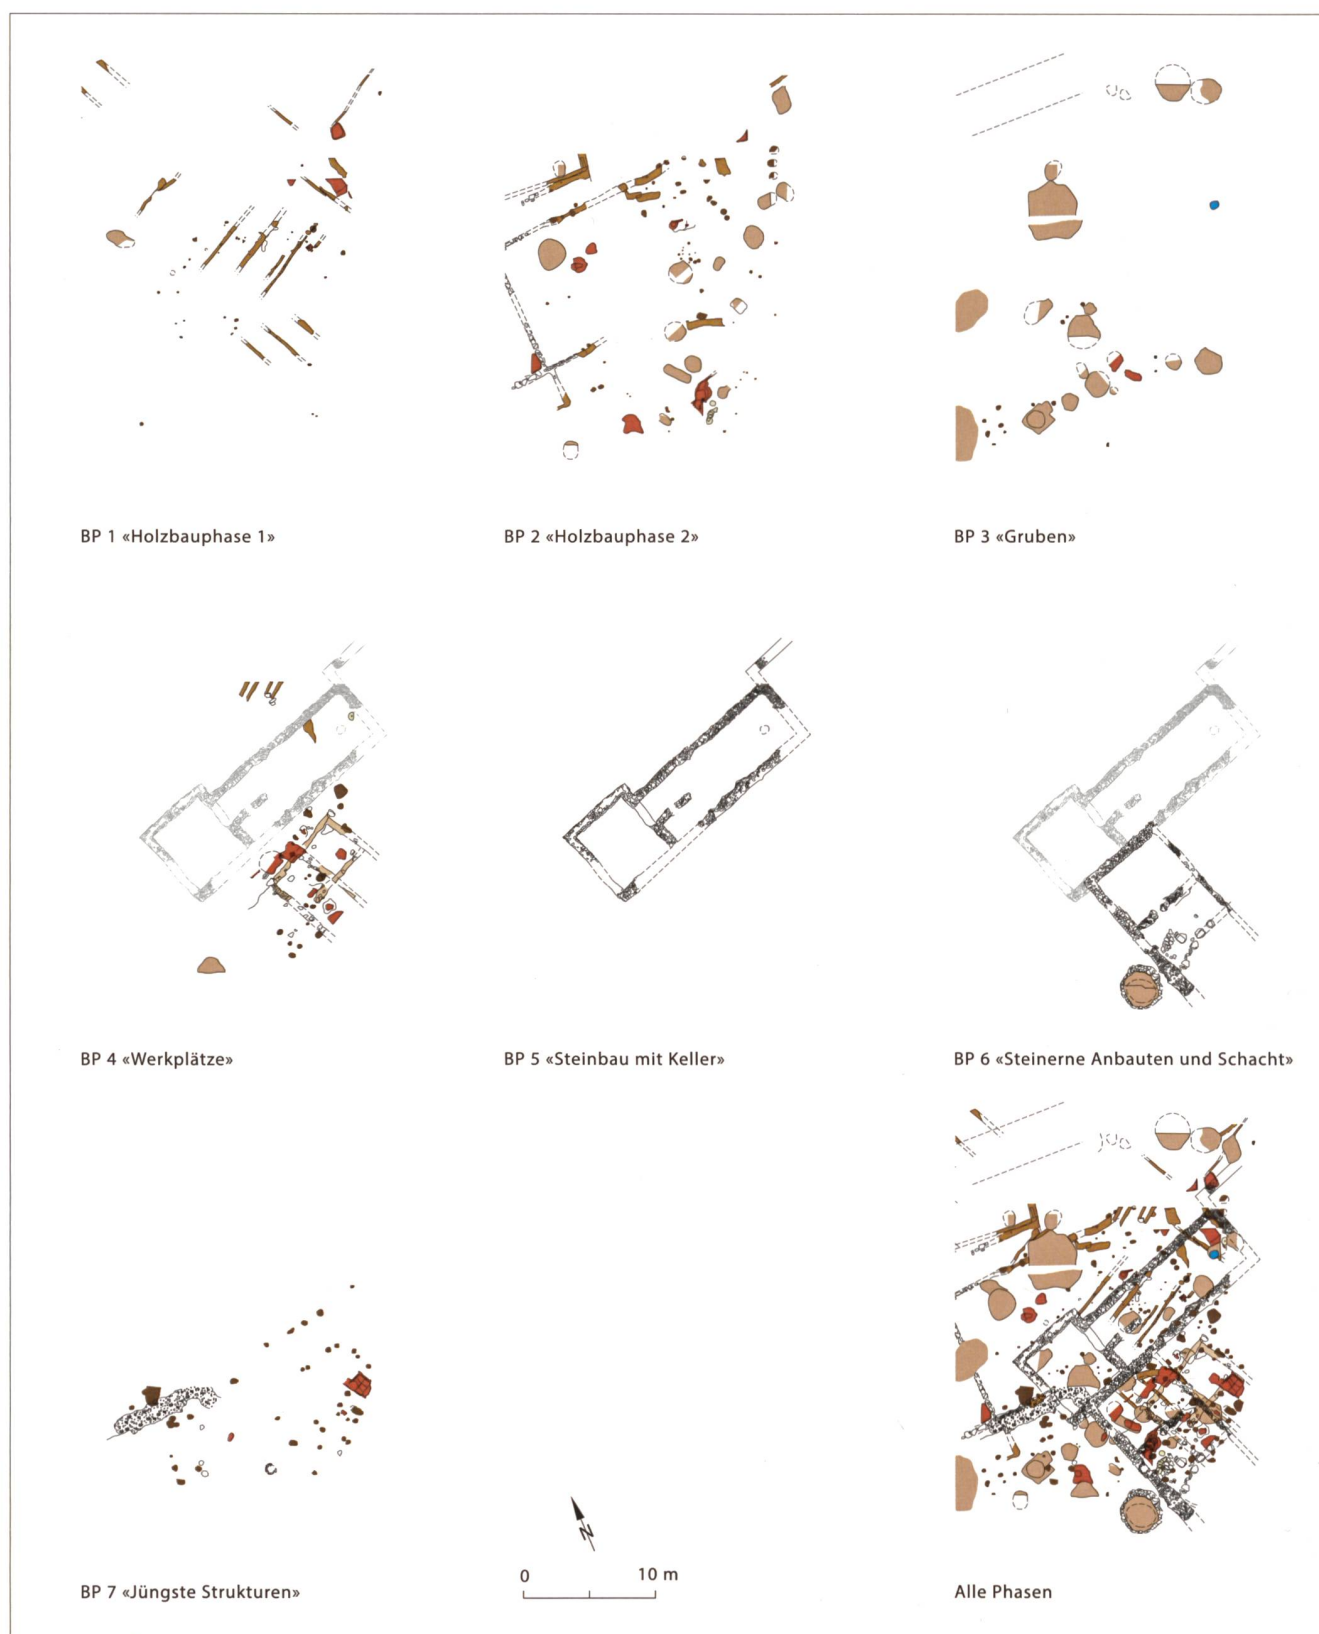 BP 1 «Holzbauphase 1»
BP 2 «Holzbauphase 2»
BP 3 «Gruben»
BP 4 «Werkplätze»
BP 5 «Steinbau mit Keller»
BP 6 «Steinerne Anbauten und Schacht»
BP 7 «Jüngste Strukturen»
N
0 10 m
Alle Phasen